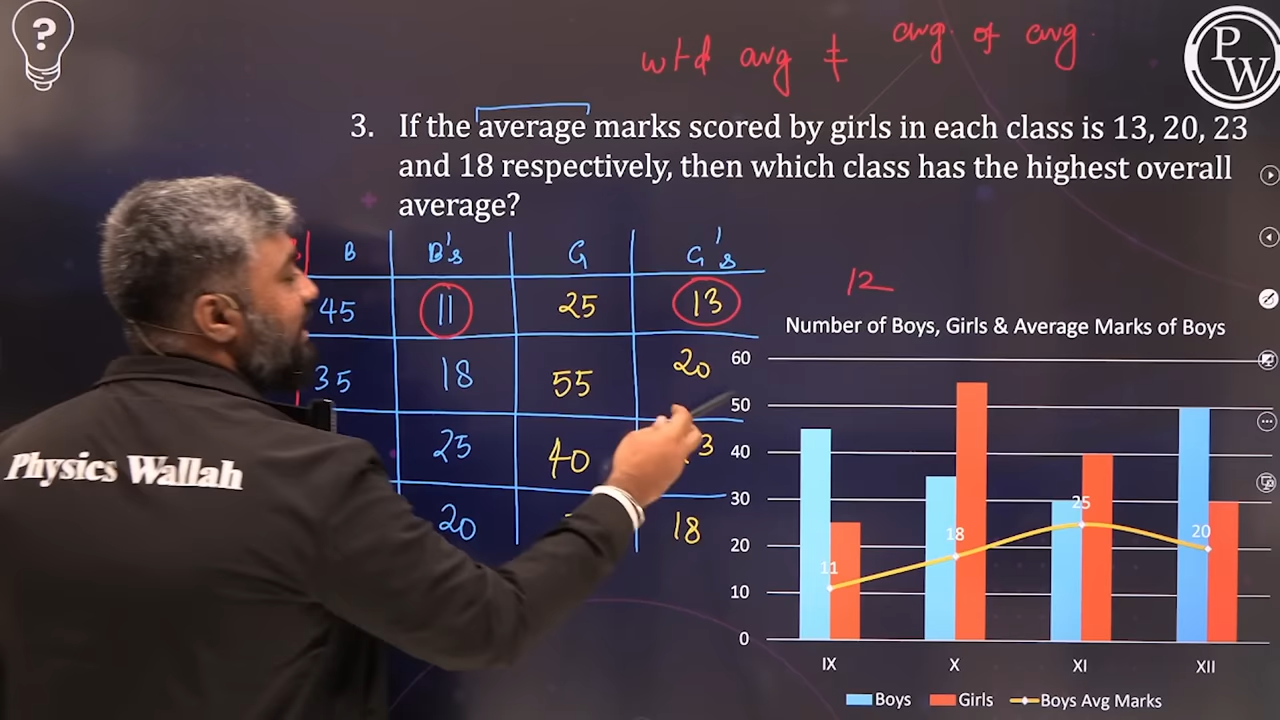 ?
wtd avg ≠ avg. of avg.
PW
3. If the average marks scored by girls in each class is 13, 20, 23
and 18 respectively, then which class has the highest overall
average?
B B's G G's
45 11 25 13
35 18 55 20
25 40 3
20 18
12
Number of Boys, Girls & Average Marks of Boys
60
50
40
30
20
10
0
11 18 25 20
IX X XI XII
Boys Girls Boys Avg Marks
Physics Wallah